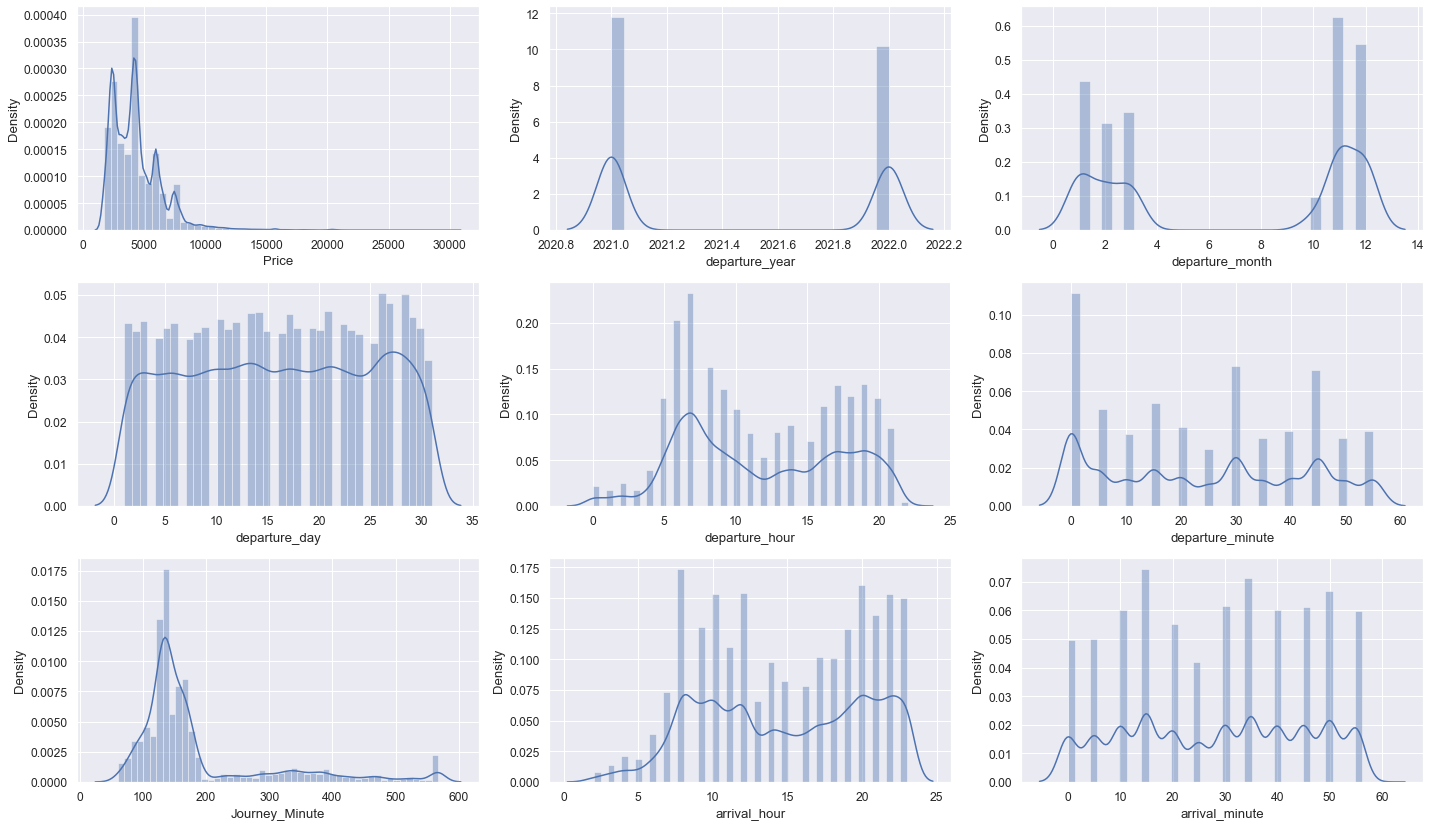 0.00040
0.00035
0.00030
0.00025
0.00020
0.00015
0.00010
0.00005
0.00000
Density
0 5000 10000 15000 20000 25000 30000
Price
12
10
8
6
4
2
0
Density
2020.8 2021.0 2021.2 2021.4 2021.6 2021.8 2022.0 2022.2
departure_year
0.6
0.5
0.4
0.3
0.2
0.1
0.0
Density
0 2 4 6 8 10 12 14
departure_month
0.05
0.04
0.03
0.02
0.01
0.00
Density
0 5 10 15 20 25 30 35
departure_day
0.20
0.15
0.10
0.05
0.00
Density
0 5 10 15 20 25
departure_hour
0.10
0.08
0.06
0.04
0.02
0.00
Density
0 10 20 30 40 50 60
departure_minute
0.0175
0.0150
0.0125
0.0100
0.0075
0.0050
0.0025
0.0000
Density
0 100 200 300 400 500 600
Journey_Minute
0.175
0.150
0.125
0.100
0.075
0.050
0.025
0.000
Density
0 5 10 15 20 25
arrival_hour
0.07
0.06
0.05
0.04
0.03
0.02
0.01
0.00
Density
0 10 20 30 40 50 60
arrival_minute